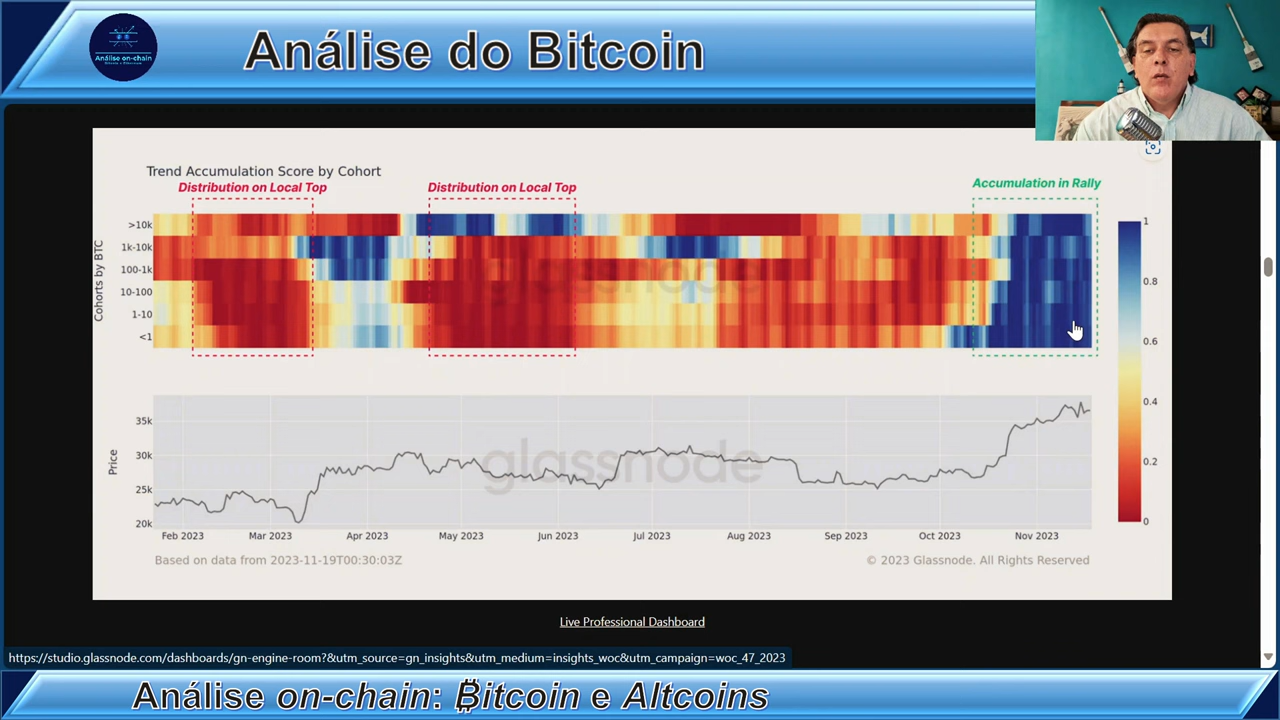 Análise do Bitcoin
Análise on-chain
Trend Accumulation Score by Cohort
Distribution on Local Top
Distribution on Local Top
Accumulation in Rally
Cohorts by BTC
>10k
1k-10k
100-1k
10-100
1-10
<1
1
0.8
0.6
0.4
0.2
0
glassnode
Price
35k
30k
25k
20k
glassnode
Feb 2023 Mar 2023 Apr 2023 May 2023 Jun 2023 Jul 2023 Aug 2023 Sep 2023 Oct 2023 Nov 2023
Based on data from 2023-11-19T00:30:03Z
© 2023 Glassnode. All Rights Reserved
Live Professional Dashboard
https://studio.glassnode.com/dashboards/gn-engine-room?&utm_source=gn_insights&utm_medium=insights_woc&utm_campaign=woc_47_2023
Análise on-chain: ₿itcoin e Altcoins